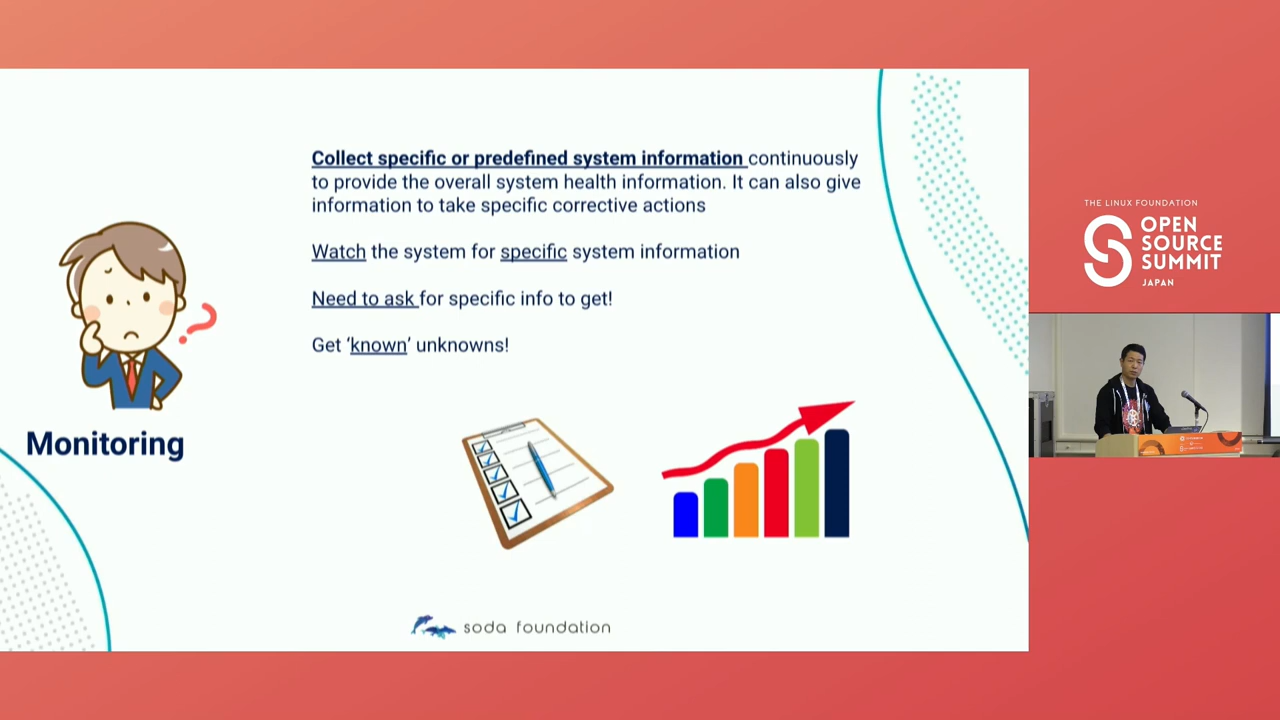 Collect specific or predefined system information continuously
to provide the overall system health information. It can also give
information to take specific corrective actions
Watch the system for specific system information
Need to ask for specific info to get!
Get ‘known’ unknowns!
Monitoring
soda foundation
THE LINUX FOUNDATION
OPEN
SOURCE
SUMMIT
JAPAN